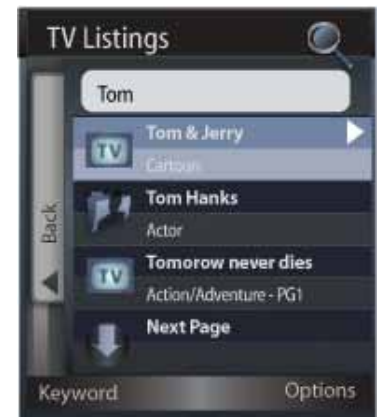 TV Listings
Tom
TV
Tom & Jerry
Cartoon
Back
Tom Hanks
Actor
TV
Tomorow never dies
Action/Adventure - PG1
Next Page
Keyword
Options